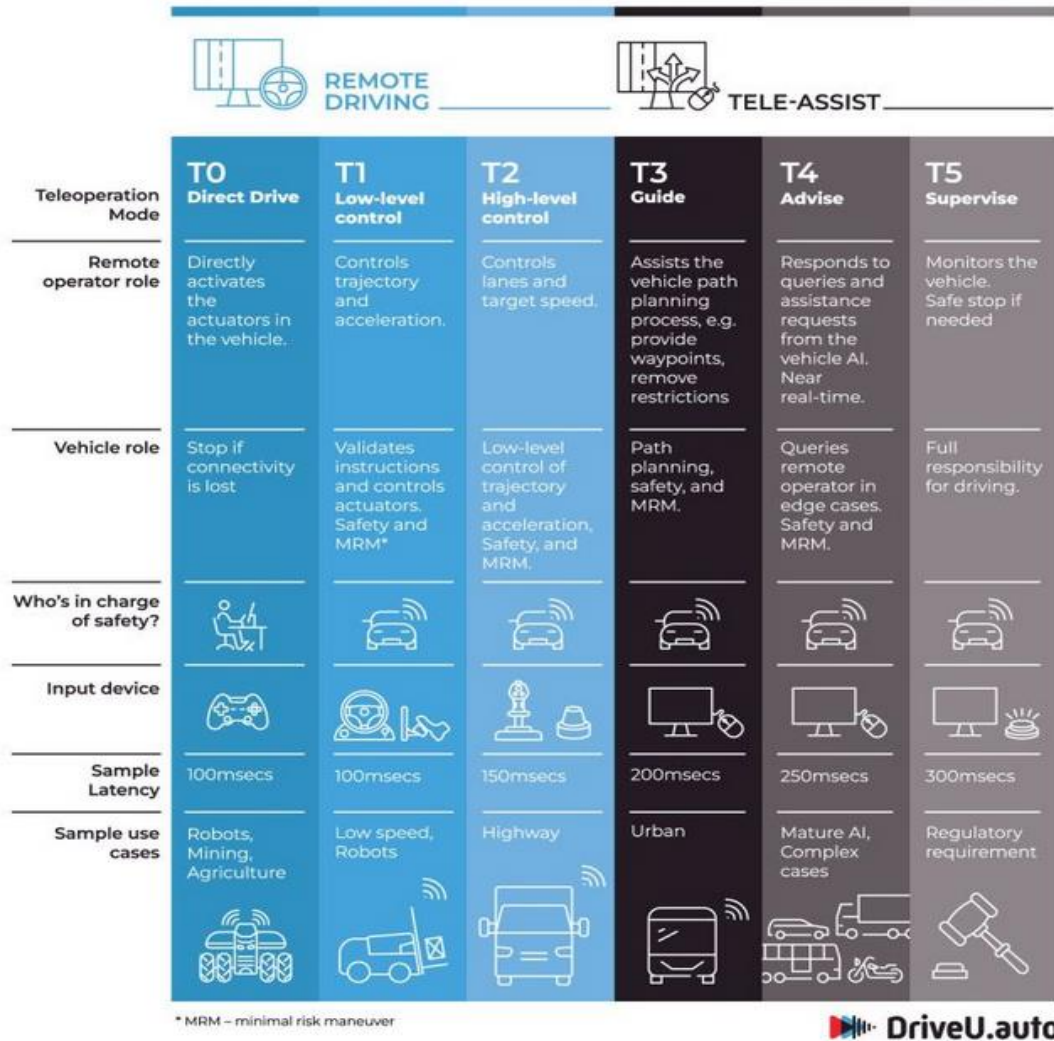 REMOTE
DRIVING
TELE-ASSIST
Teleoperation
Mode
T0
Direct Drive
T1
Low-level
control
T2
High-level
control
T3
Guide
T4
Advise
T5
Supervise
Remote
operator role
Directly
activates
the
actuators in
the vehicle.
Controls
trajectory
and
acceleration.
Controls
lanes and
target speed.
Assists the
vehicle path
planning
process, e.g.
provide
waypoints,
remove
restrictions
Responds to
queries and
assistance
requests
from the
vehicle AI.
Near
real-time.
Monitors the
vehicle.
Safe stop if
needed
Vehicle role
Stop if
connectivity
is lost
Validates
instructions
and controls
actuators.
Safety and
MRM*
Low-level
control of
trajectory
and
acceleration,
Safety, and
MRM.
Path
planning,
safety, and
MRM.
Queries
remote
operator in
edge cases.
Safety and
MRM.
Full
responsibility
for driving.
Who's in charge
of safety?
Input device
Sample
Latency
100msecs
100msecs
150msecs
200msecs
250msecs
300msecs
Sample use
cases
Robots,
Mining,
Agriculture
Low speed,
Robots
Highway
Urban
Mature AI,
Complex
cases
Regulatory
requirement
* MRM – minimal risk maneuver
DriveU.auto